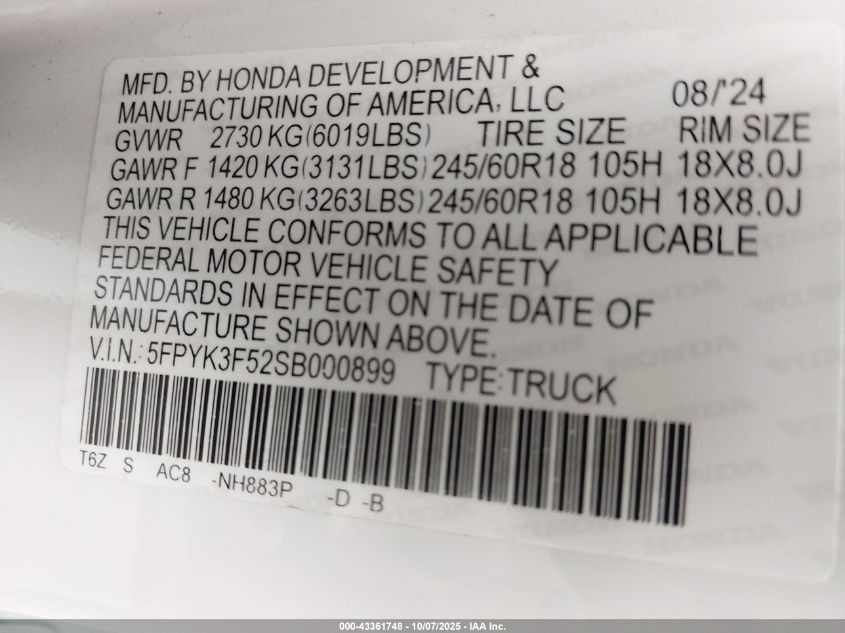 MFD. BY HONDA DEVELOPMENT &
MANUFACTURING OF AMERICA, LLC 08/'24
GVWR 2730 KG(6019LBS) TIRE SIZE RIM SIZE
GAWR F 1420 KG(3131LBS)245/60R18 105H 18X8.0J
GAWR R 1480 KG(3263LBS)245/60R18 105H 18X8.0J
THIS VEHICLE CONFORMS TO ALL APPLICABLE
FEDERAL MOTOR VEHICLE SAFETY
STANDARDS IN EFFECT ON THE DATE OF
MANUFACTURE SHOWN ABOVE.
V.I.N.: 5FPYK3F52SB000899 TYPE:TRUCK
T6Z S AC8 -NH883P -D -B
HONDA
000-43361748 - 10/07/2025 - IAA Inc.